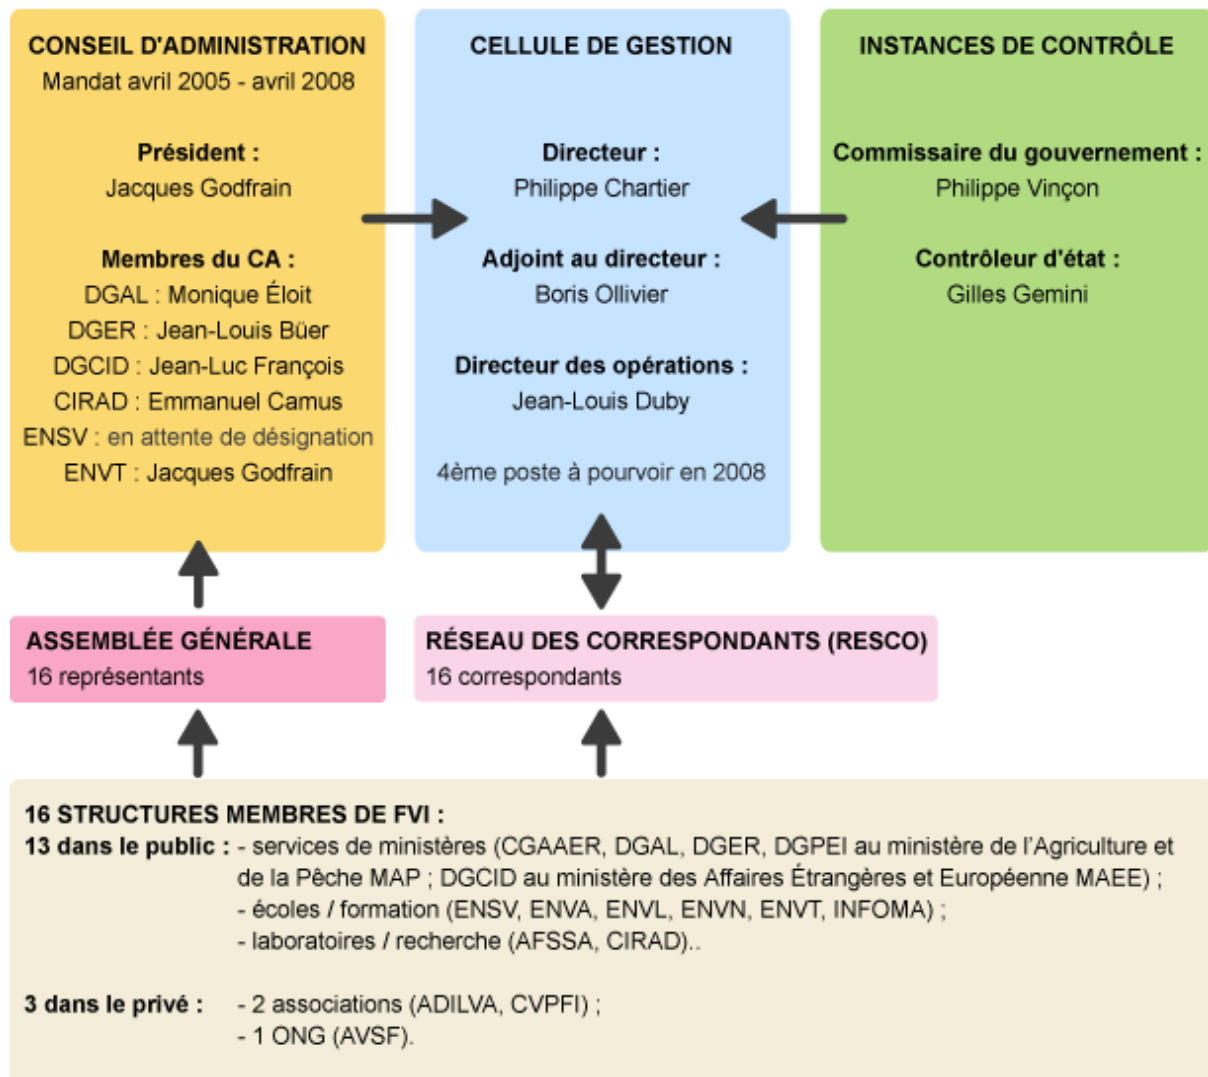 CONSEIL D'ADMINISTRATION
Mandat avril 2005 - avril 2008
Président :
Jacques Godfrain
Membres du CA :
DGAL : Monique Éloit
DGER : Jean-Louis Büer
DGCID : Jean-Luc François
CIRAD : Emmanuel Camus
ENSV : en attente de désignation
ENVT : Jacques Godfrain
CELLULE DE GESTION
Directeur :
Philippe Chartier
Adjoint au directeur :
Boris Ollivier
Directeur des opérations :
Jean-Louis Duby
4ème poste à pourvoir en 2008
INSTANCES DE CONTRÔLE
Commissaire du gouvernement :
Philippe Vinçon
Contrôleur d'état :
Gilles Gemini
ASSEMBLÉE GÉNÉRALE
16 représentants
RÉSEAU DES CORRESPONDANTS (RESCO)
16 correspondants
16 STRUCTURES MEMBRES DE FVI :
13 dans le public : - services de ministères (CGAAER, DGAL, DGER, DGPEI au ministère de l'Agriculture et
de la Pêche MAP ; DGCID au ministère des Affaires Étrangères et Européenne MAEE) ;
- écoles / formation (ENSV, ENVA, ENVL, ENVN, ENVT, INFOMA) ;
- laboratoires / recherche (AFSSA, CIRAD)..
3 dans le privé : - 2 associations (ADILVA, CVPFI) ;
- 1 ONG (AVSF).